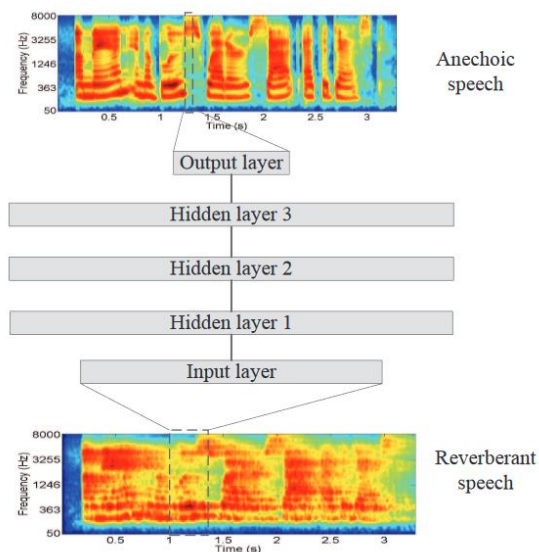 8000
3255
1246
363
50
Frequency (Hz)
0.5 1 1.5 2 2.5 3
Time (s)
Anechoic
speech
Output layer
Hidden layer 3
Hidden layer 2
Hidden layer 1
Input layer
8000
3255
1246
363
50
Frequency (Hz)
0.5 1 1.5 2 2.5 3
Time (s)
Reverberant
speech